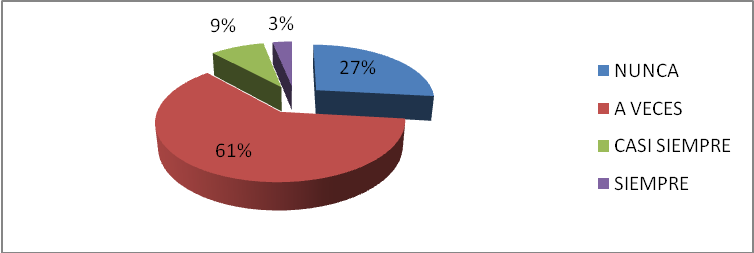 9%
3%
27%
61%
NUNCA
A VECES
CASI SIEMPRE
SIEMPRE